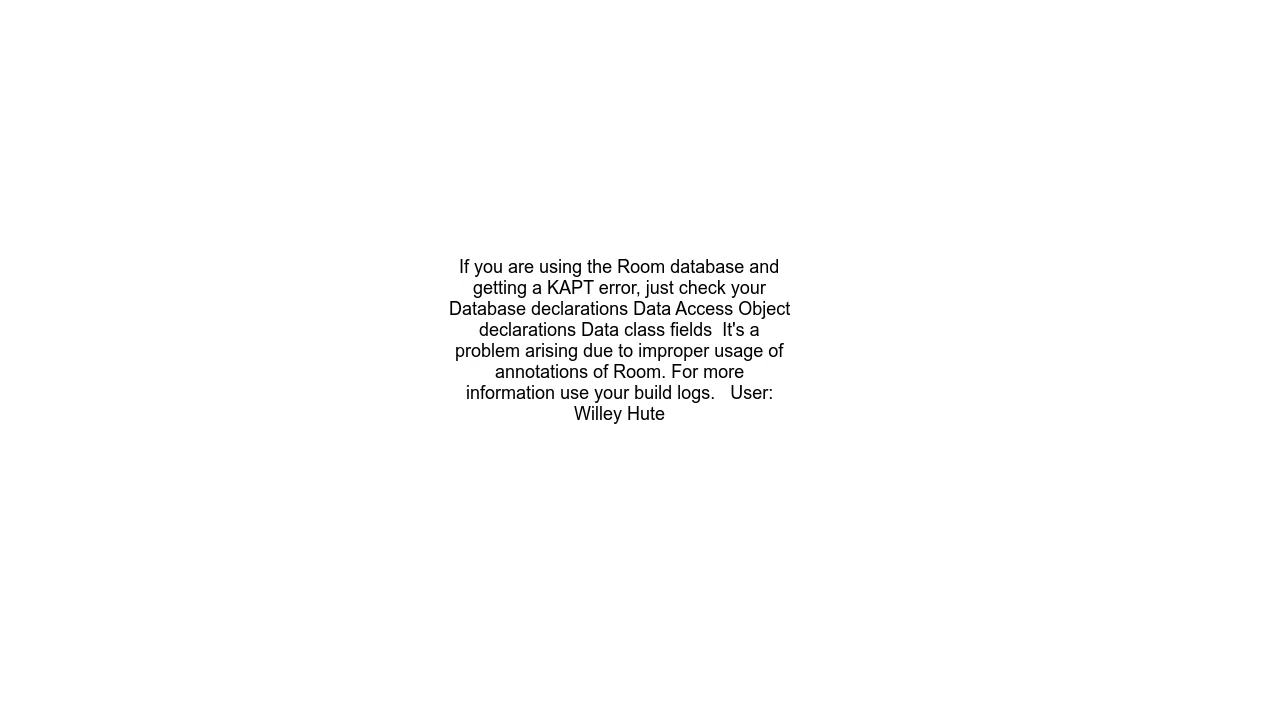 If you are using the Room database and
getting a KAPT error, just check your
Database declarations Data Access Object
declarations Data class fields  It's a
problem arising due to improper usage of
annotations of Room. For more
information use your build logs.   User:
Willey Hute